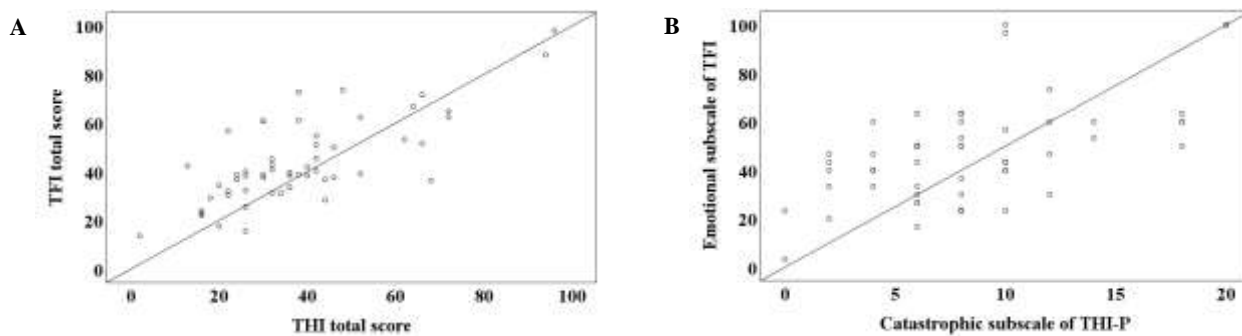 A
TFI total score
100
80
60
40
20
0
0 20 40 60 80 100
THI total score
B
Emotional subscale of TFI
100
80
60
40
20
0
0 5 10 15 20
Catastrophic subscale of THI-P